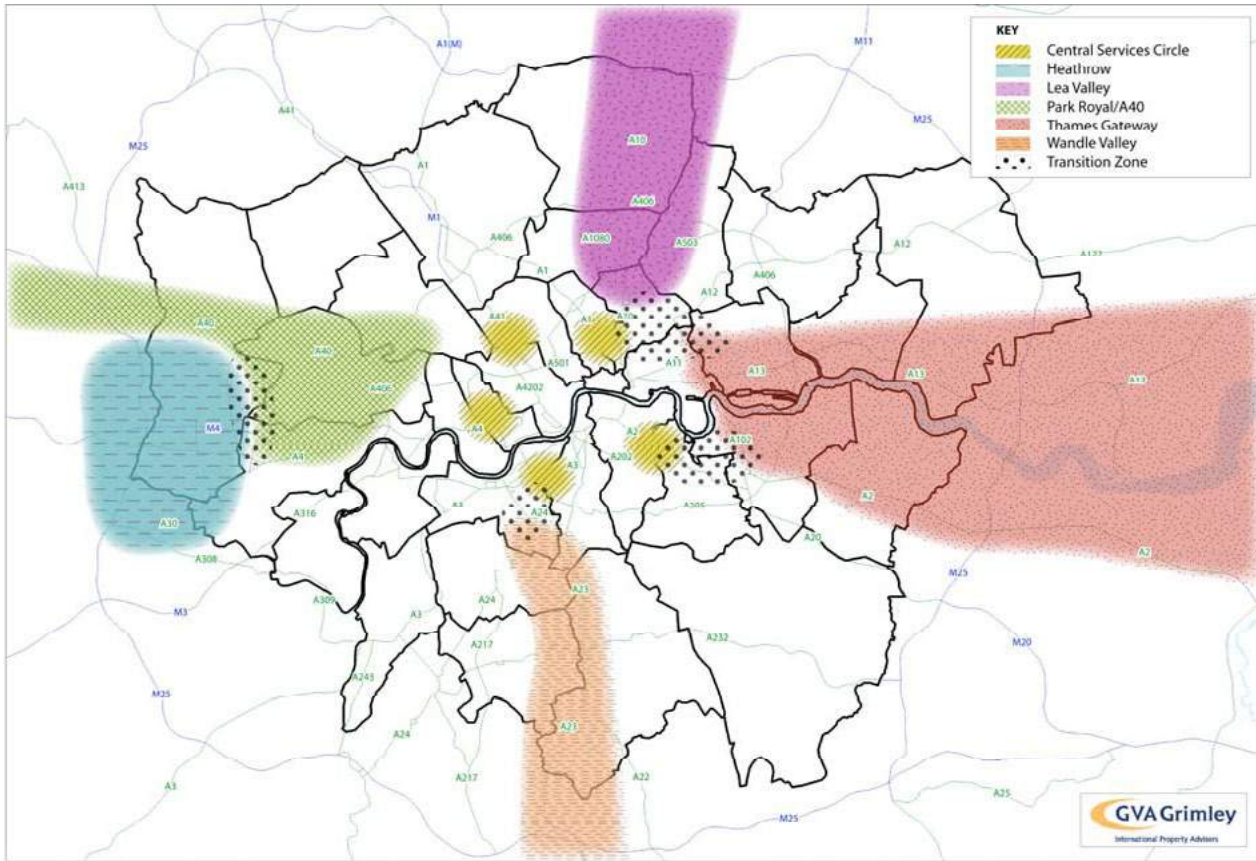 KEY
Central Services Circle
Heathrow
Lea Valley
Park Royal/A40
Thames Gateway
Wandle Valley
Transition Zone
A1(M)
M11
A41
M25
M25
A10
A1
A413
M1
A406
A406
A1080
A503
A12
A406
A1
A12
A40
A41
A40
A501
A11
A13
A13
A13
A406
A4202
M4
A4
A4
A2
A202
A102
A3
A30
A316
A3
A24
A205
A2
A20
A2
A308
M25
M3
A309
A3
A24
A23
A217
A232
M20
A243
M25
A24
A23
A3
A217
A22
M25
A25
GVA Grimley
International Property Advisors